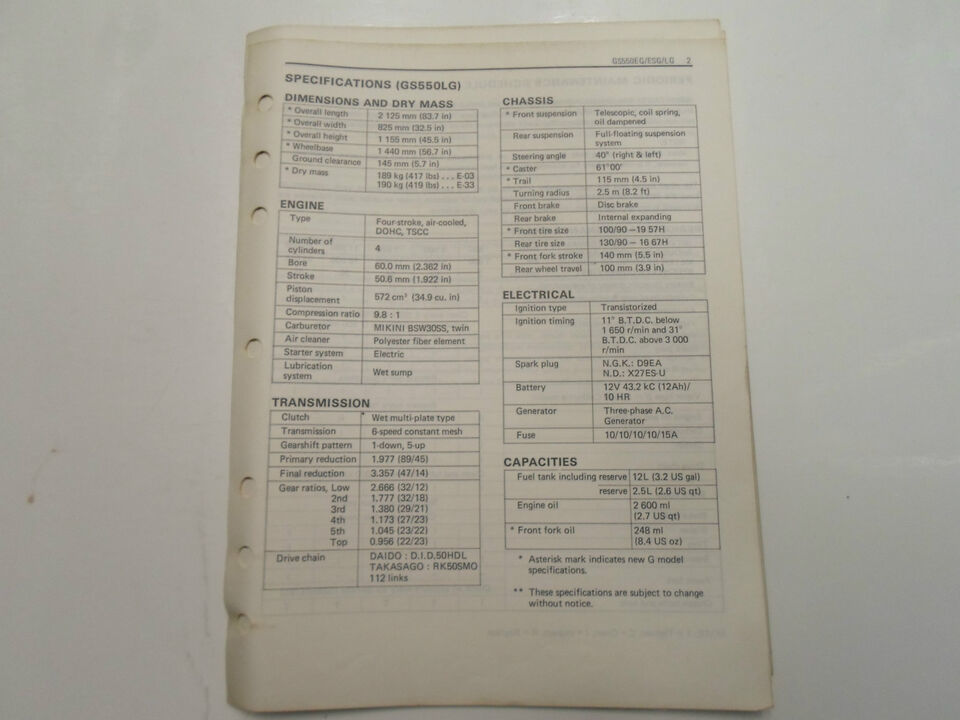 GS550EG/ESG/LG 2
SPECIFICATIONS (GS550LG)
DIMENSIONS AND DRY MASS
* Overall length 2 125 mm (83.7 in)
* Overall width 825 mm (32.5 in)
* Overall height 1 155 mm (45.5 in)
* Wheelbase 1 440 mm (56.7 in)
Ground clearance 145 mm (5.7 in)
* Dry mass 189 kg (417 lbs) ... E-03
190 kg (419 lbs) ... E-33
ENGINE
Type Four-stroke, air-cooled,
DOHC, TSCC
Number of
cylinders 4
Bore 60.0 mm (2.362 in)
Stroke 50.6 mm (1.922 in)
Piston
displacement 572 cm³ (34.9 cu. in)
Compression ratio 9.8 : 1
Carburetor MIKINI BSW30SS, twin
Air cleaner Polyester fiber element
Starter system Electric
Lubrication
system Wet sump
TRANSMISSION
Clutch * Wet multi-plate type
Transmission 6-speed constant mesh
Gearshift pattern 1-down, 5-up
Primary reduction 1.977 (89/45)
Final reduction 3.357 (47/14)
Gear ratios, Low 2.666 (32/12)
2nd 1.777 (32/18)
3rd 1.380 (29/21)
4th 1.173 (27/23)
5th 1.045 (23/22)
Top 0.956 (22/23)
Drive chain DAIDO : D.I.D.50HDL
TAKASAGO : RK50SMO
112 links
CHASSIS
* Front suspension Telescopic, coil spring,
oil dampened
Rear suspension Full-floating suspension
system
Steering angle 40° (right & left)
* Caster 61°00'
* Trail 115 mm (4.5 in)
Turning radius 2.5 m (8.2 ft)
Front brake Disc brake
Rear brake Internal expanding
* Front tire size 100/90 – 19 57H
Rear tire size 130/90 – 16 67H
* Front fork stroke 140 mm (5.5 in)
Rear wheel travel 100 mm (3.9 in)
ELECTRICAL
Ignition type Transistorized
Ignition timing 11° B.T.D.C. below
1 650 r/min and 31°
B.T.D.C. above 3 000
r/min
Spark plug N.G.K.: D9EA
N.D.: X27ES-U
Battery 12V 43.2 kC (12Ah)/
10 HR
Generator Three-phase A.C.
Generator
Fuse 10/10/10/10/15A
CAPACITIES
Fuel tank including reserve 12L (3.2 US gal)
reserve 2.5L (2.6 US qt)
Engine oil 2 600 ml
(2.7 US qt)
* Front fork oil 248 ml
(8.4 US oz)
* Asterisk mark indicates new G model
specifications.
** These specifications are subject to change
without notice.